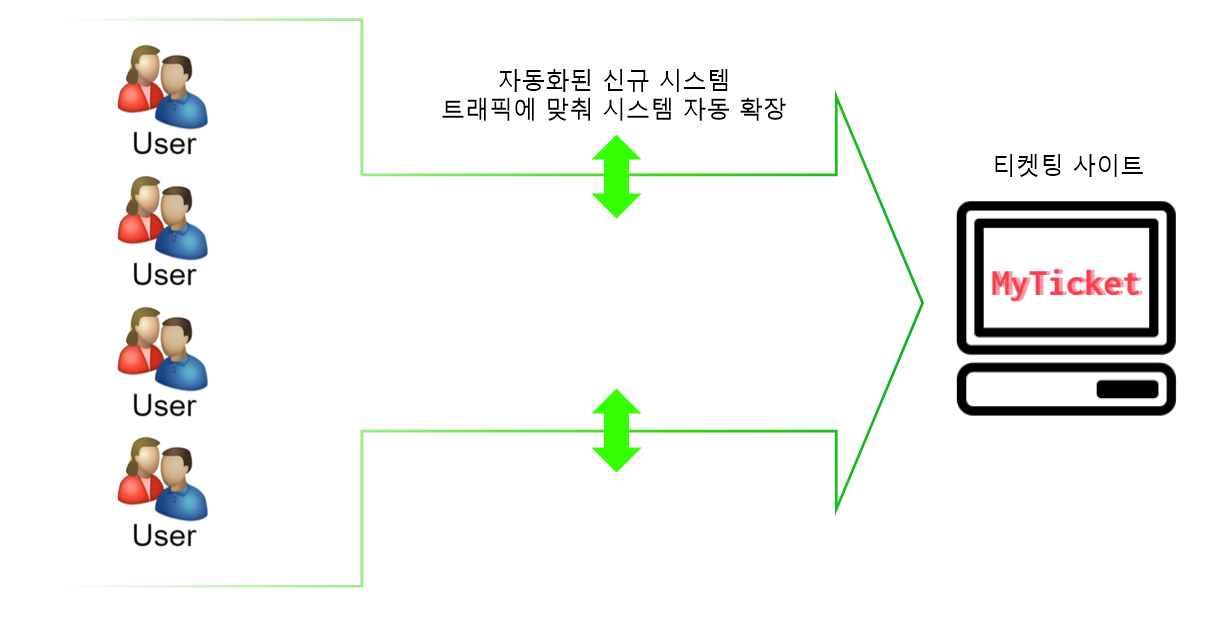 자동화된 신규 시스템
트래픽에 맞춰 시스템 자동 확장
User
User
User
User
티켓팅 사이트
MyTicket